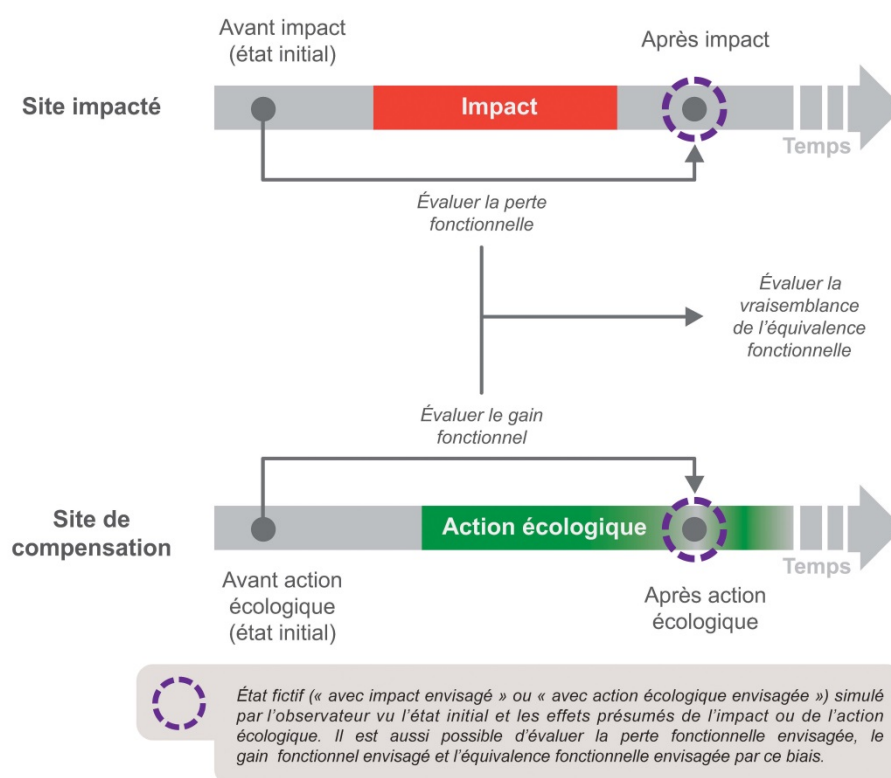 Avant impact
(état initial)
Après impact
Site impacté
Impact
Temps
Évaluer la perte
fonctionnelle
Évaluer la
vraisemblance
de l’équivalence
fonctionnelle
Évaluer le gain
fonctionnel
Site de
compensation
Action écologique
Temps
Avant action
écologique
(état initial)
Après action
écologique
État fictif (« avec impact envisagé » ou « avec action écologique envisagée ») simulé
par l’observateur vu l’état initial et les effets présumés de l’impact ou de l’action
écologique. Il est aussi possible d’évaluer la perte fonctionnelle envisagée, le
gain fonctionnel envisagé et l’équivalence fonctionnelle envisagée par ce biais.